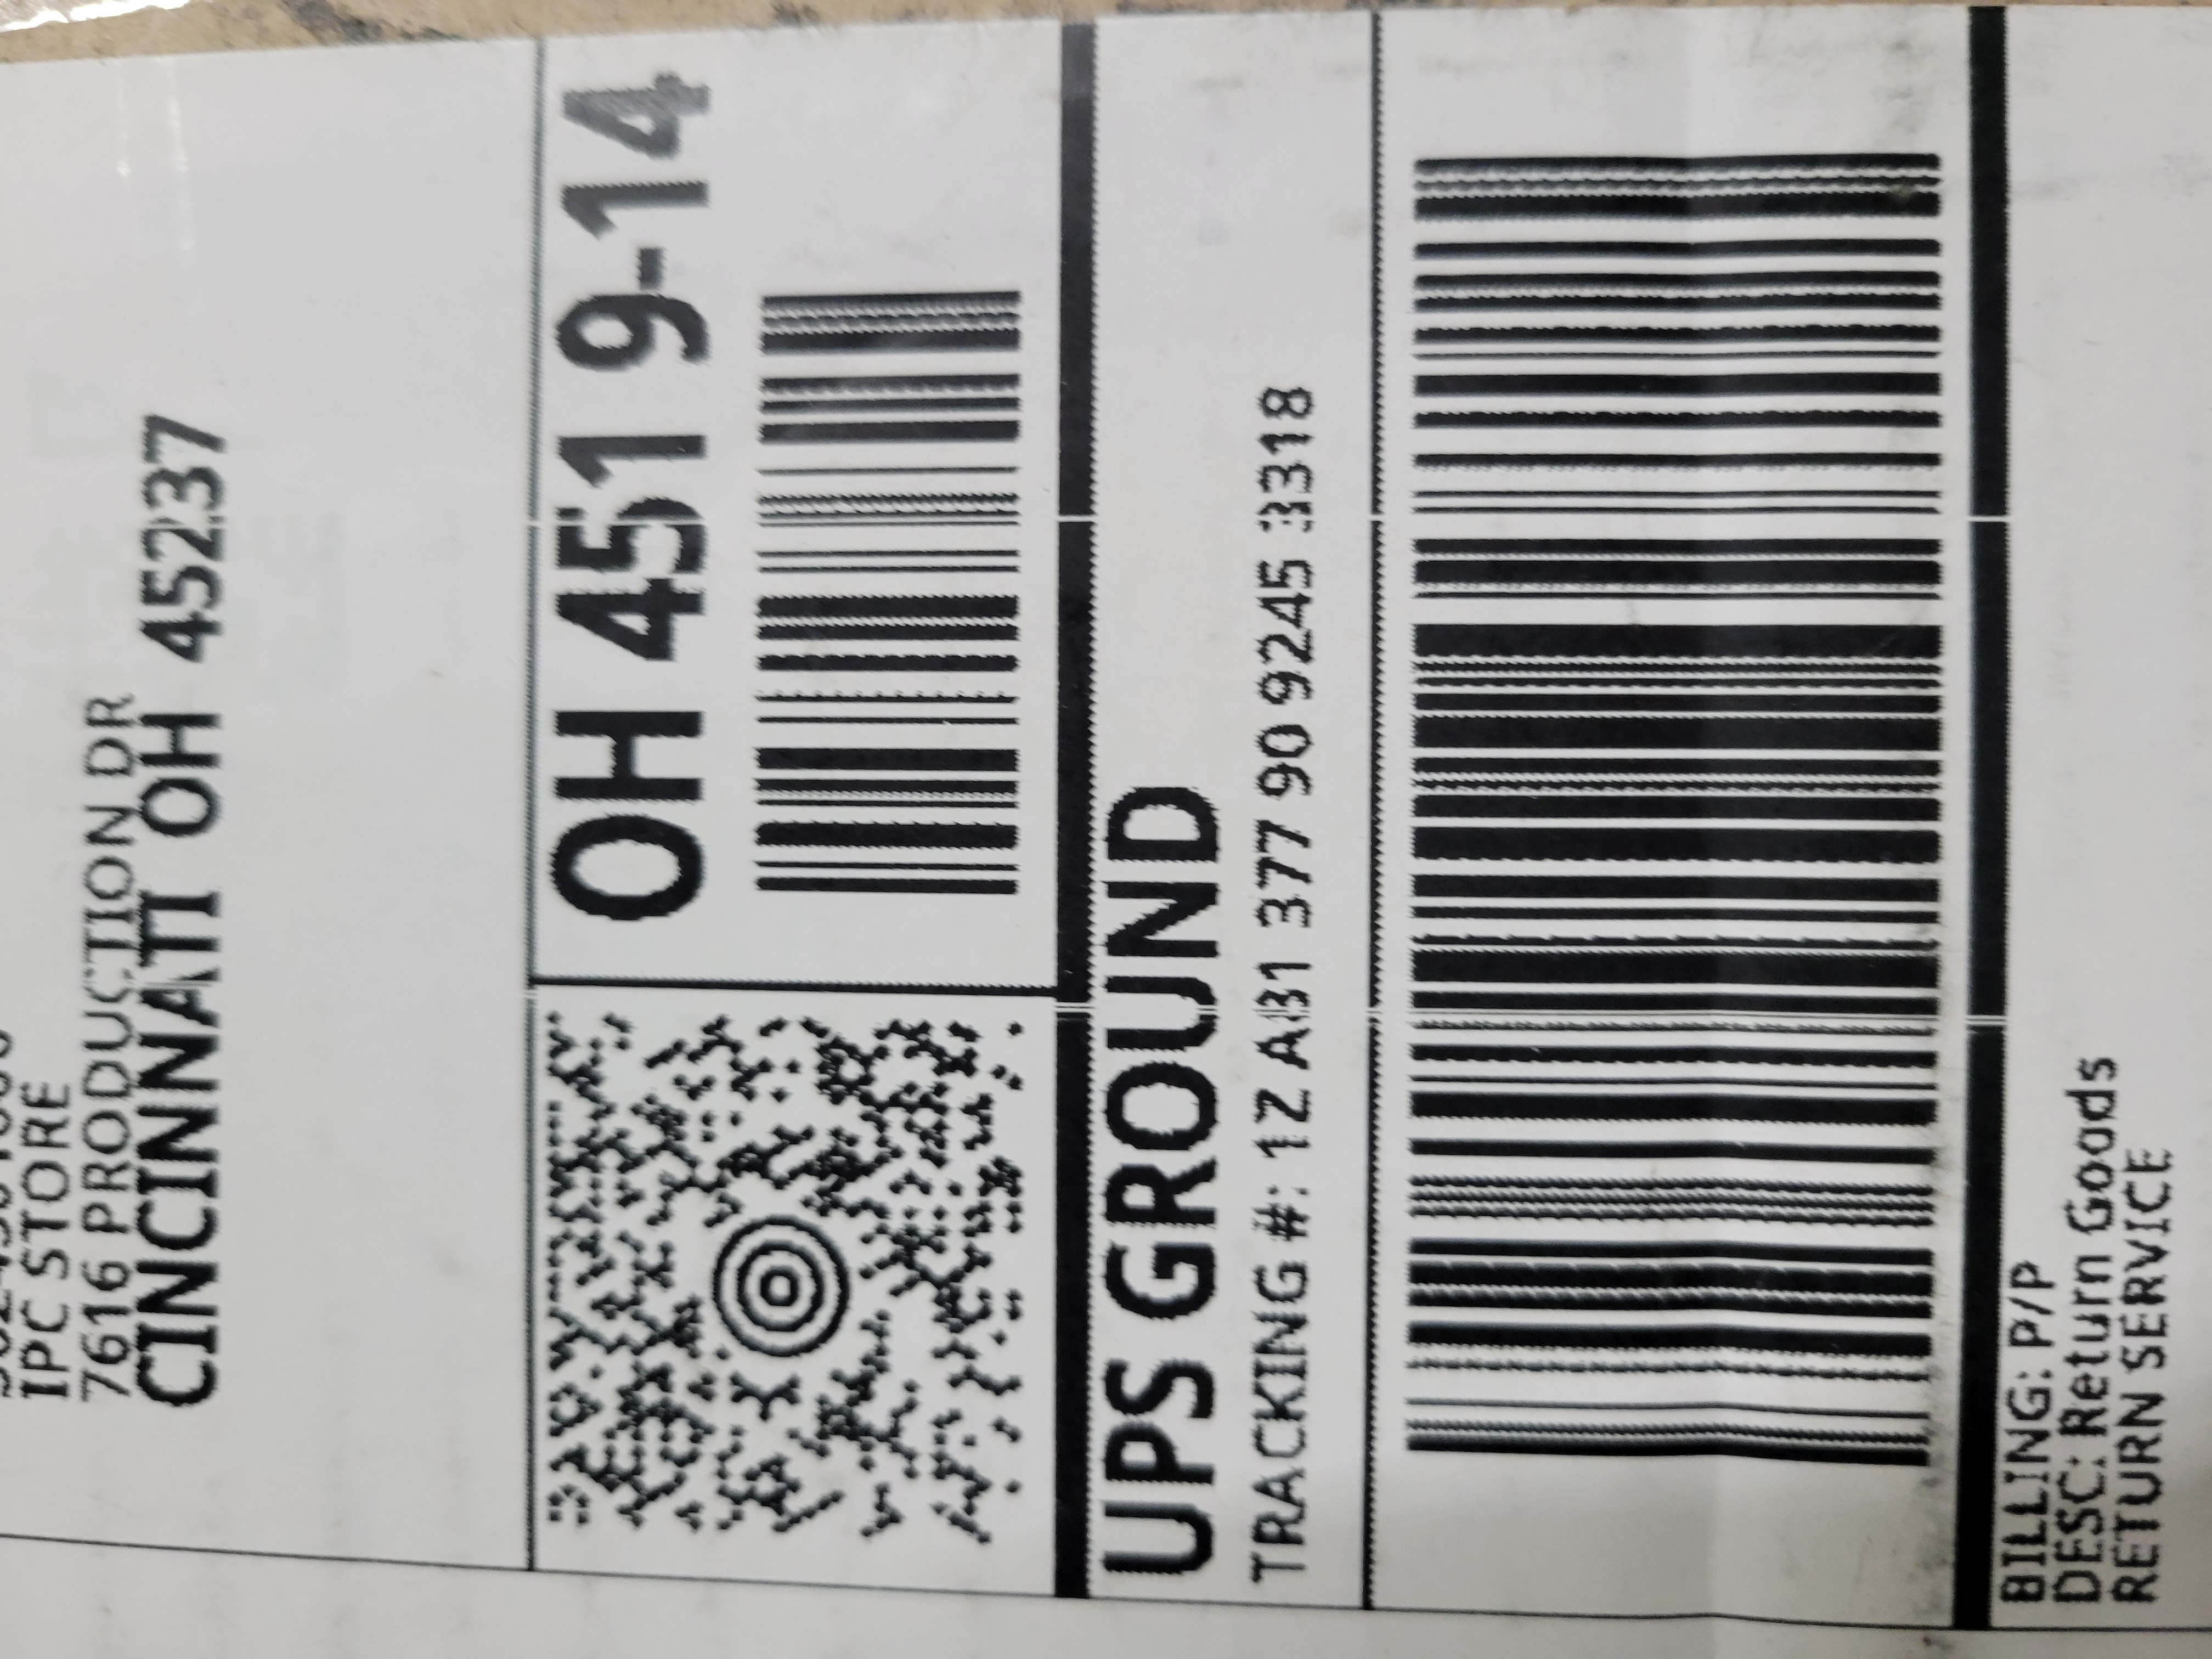 IPC STORE
7616 PRODUCTION DR
CINCINNATI OH 45237
OH 451 9-14
UPS GROUND
TRACKING #: 1Z AB1 377 90 9245 3318
BILLING: P/P
DESC: Return Goods
RETURN SERVICE